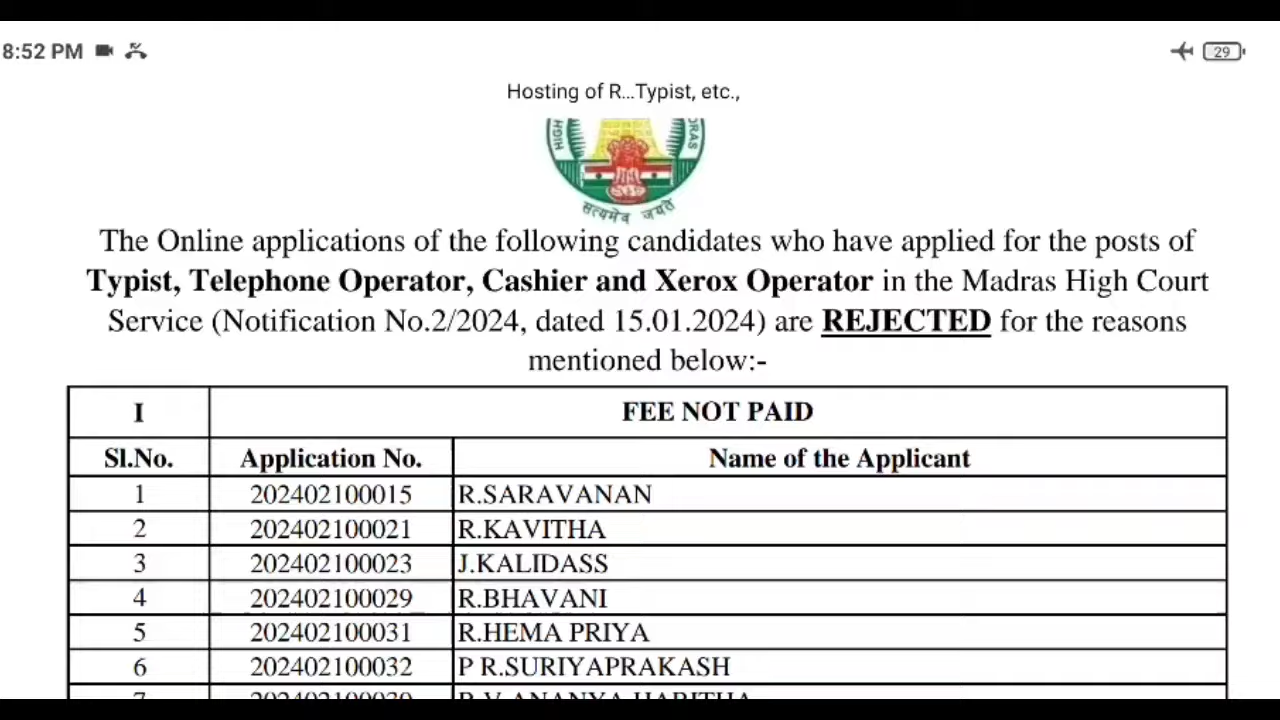 8:52 PM
29
Hosting of R...Typist, etc.,
HIGH
DRAS
सत्यमेव जयते
The Online applications of the following candidates who have applied for the posts of
Typist, Telephone Operator, Cashier and Xerox Operator in the Madras High Court
Service (Notification No.2/2024, dated 15.01.2024) are REJECTED for the reasons
mentioned below:-
I FEE NOT PAID
Sl.No. Application No. Name of the Applicant
1 202402100015 R.SARAVANAN
2 202402100021 R.KAVITHA
3 202402100023 J.KALIDASS
4 202402100029 R.BHAVANI
5 202402100031 R.HEMA PRIYA
6 202402100032 P R.SURIYAPRAKASH
7